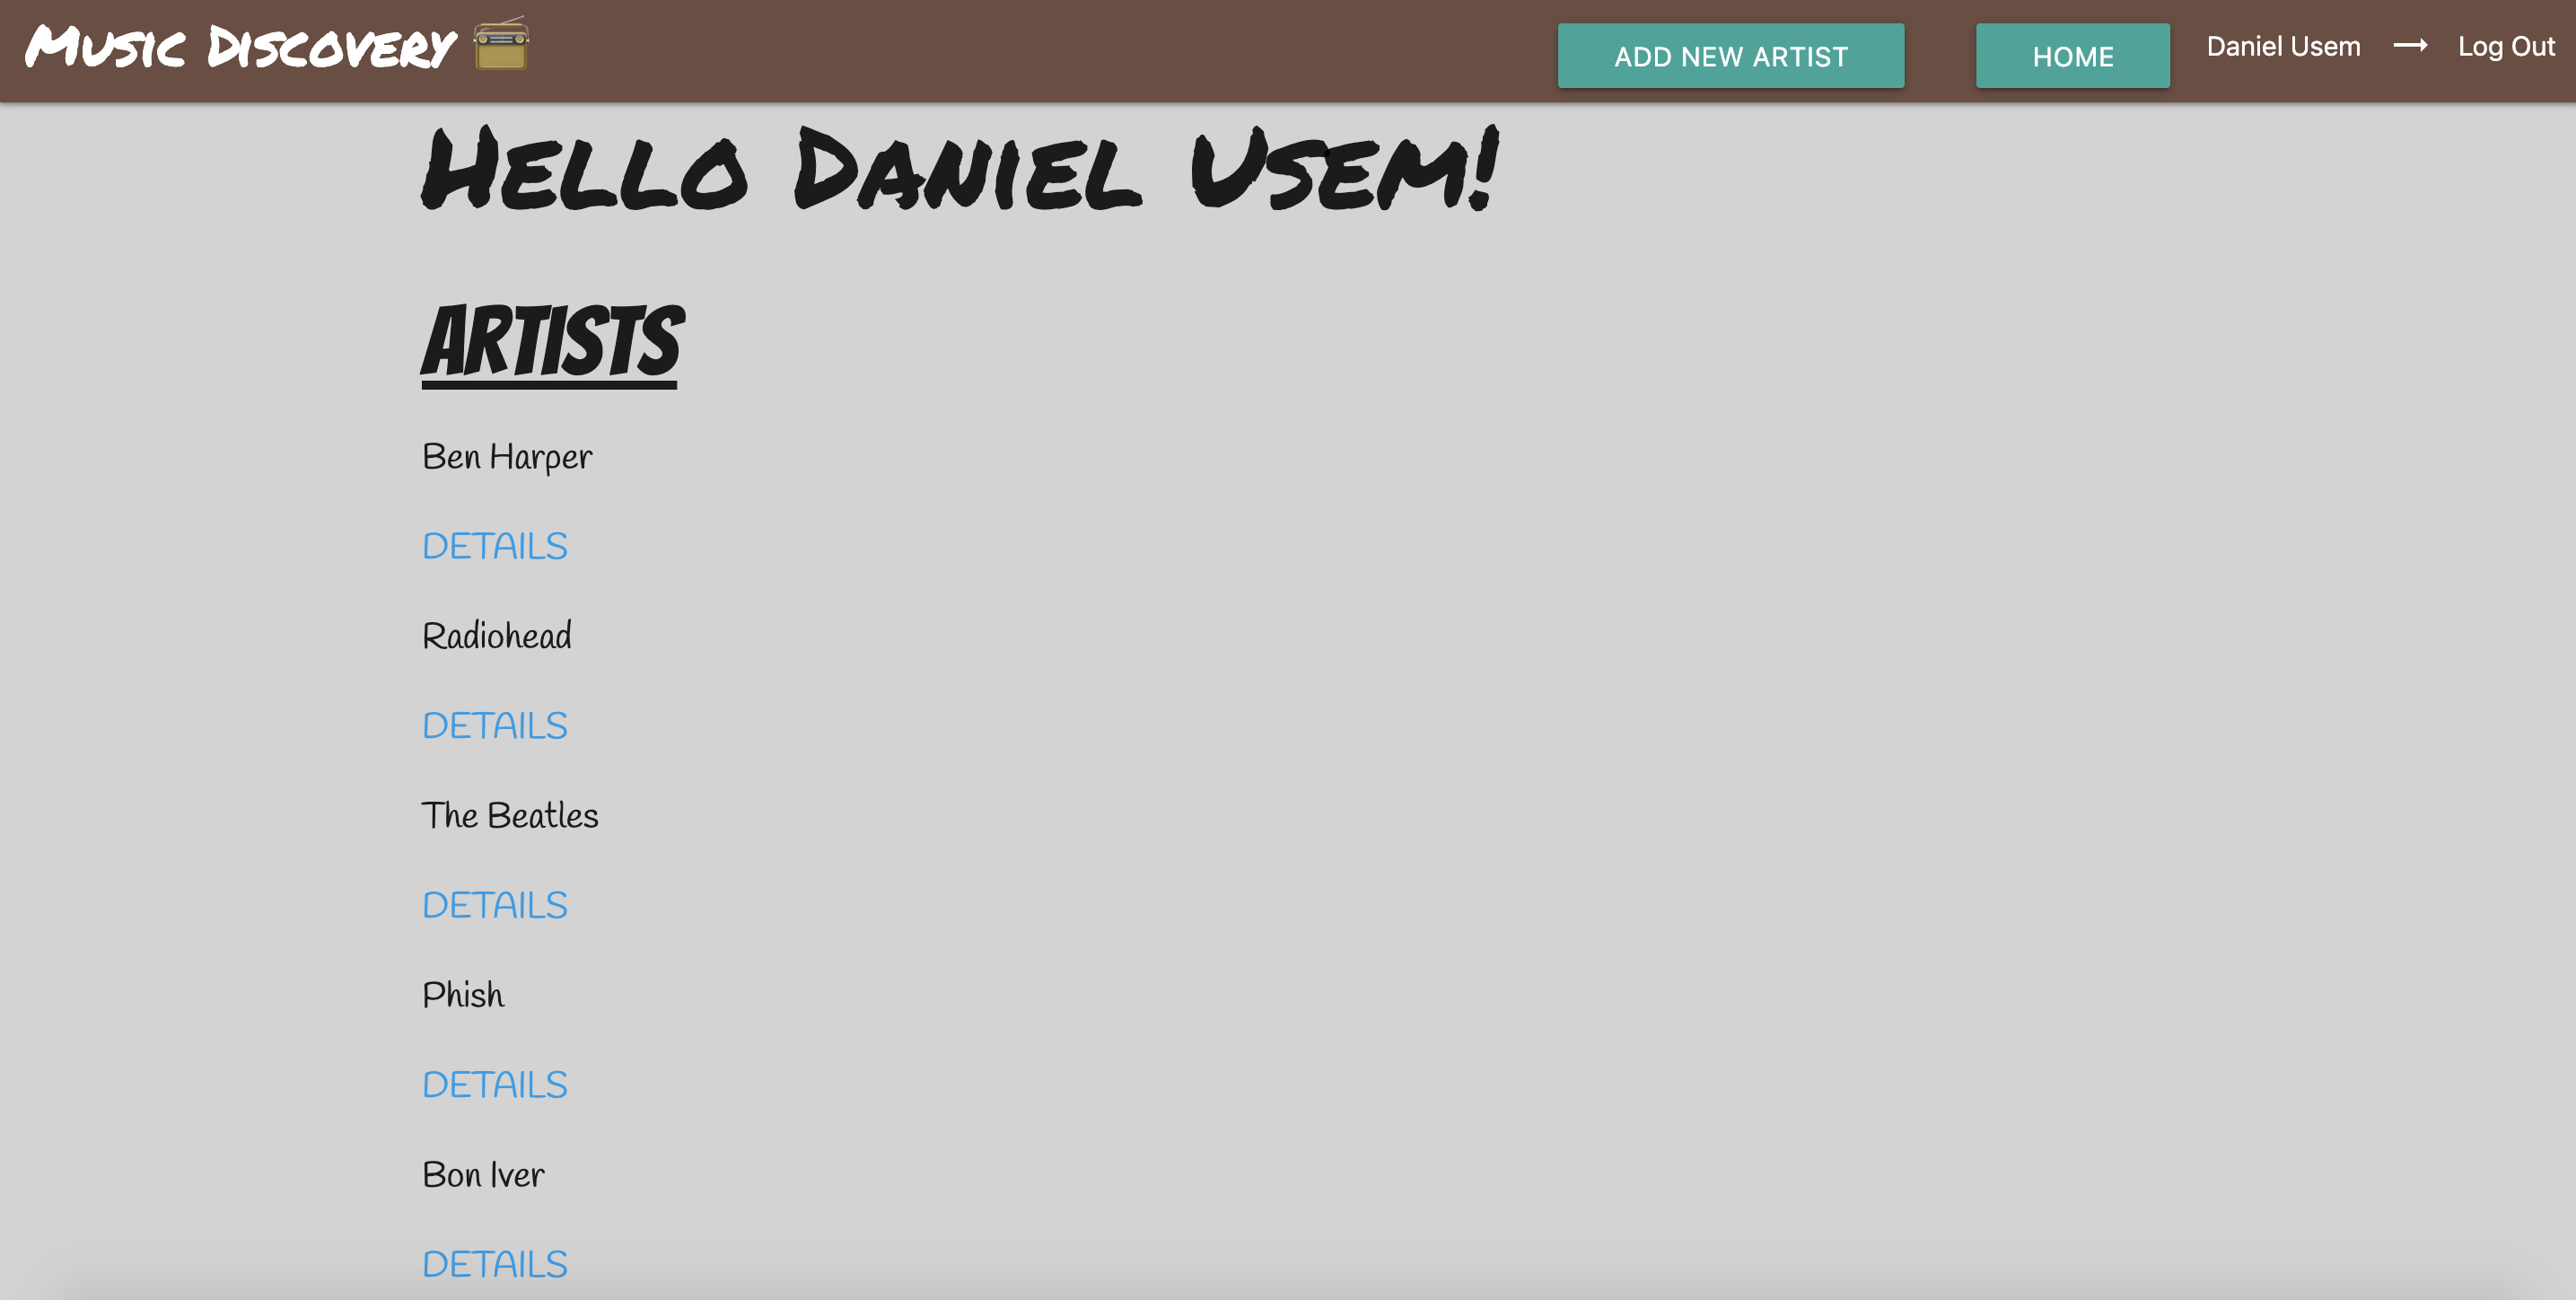 Music Discovery
ADD NEW ARTIST
HOME
Daniel Usem → Log Out
Hello Daniel Usem!
ARTISTS
Ben Harper
DETAILS
Radiohead
DETAILS
The Beatles
DETAILS
Phish
DETAILS
Bon Iver
DETAILS